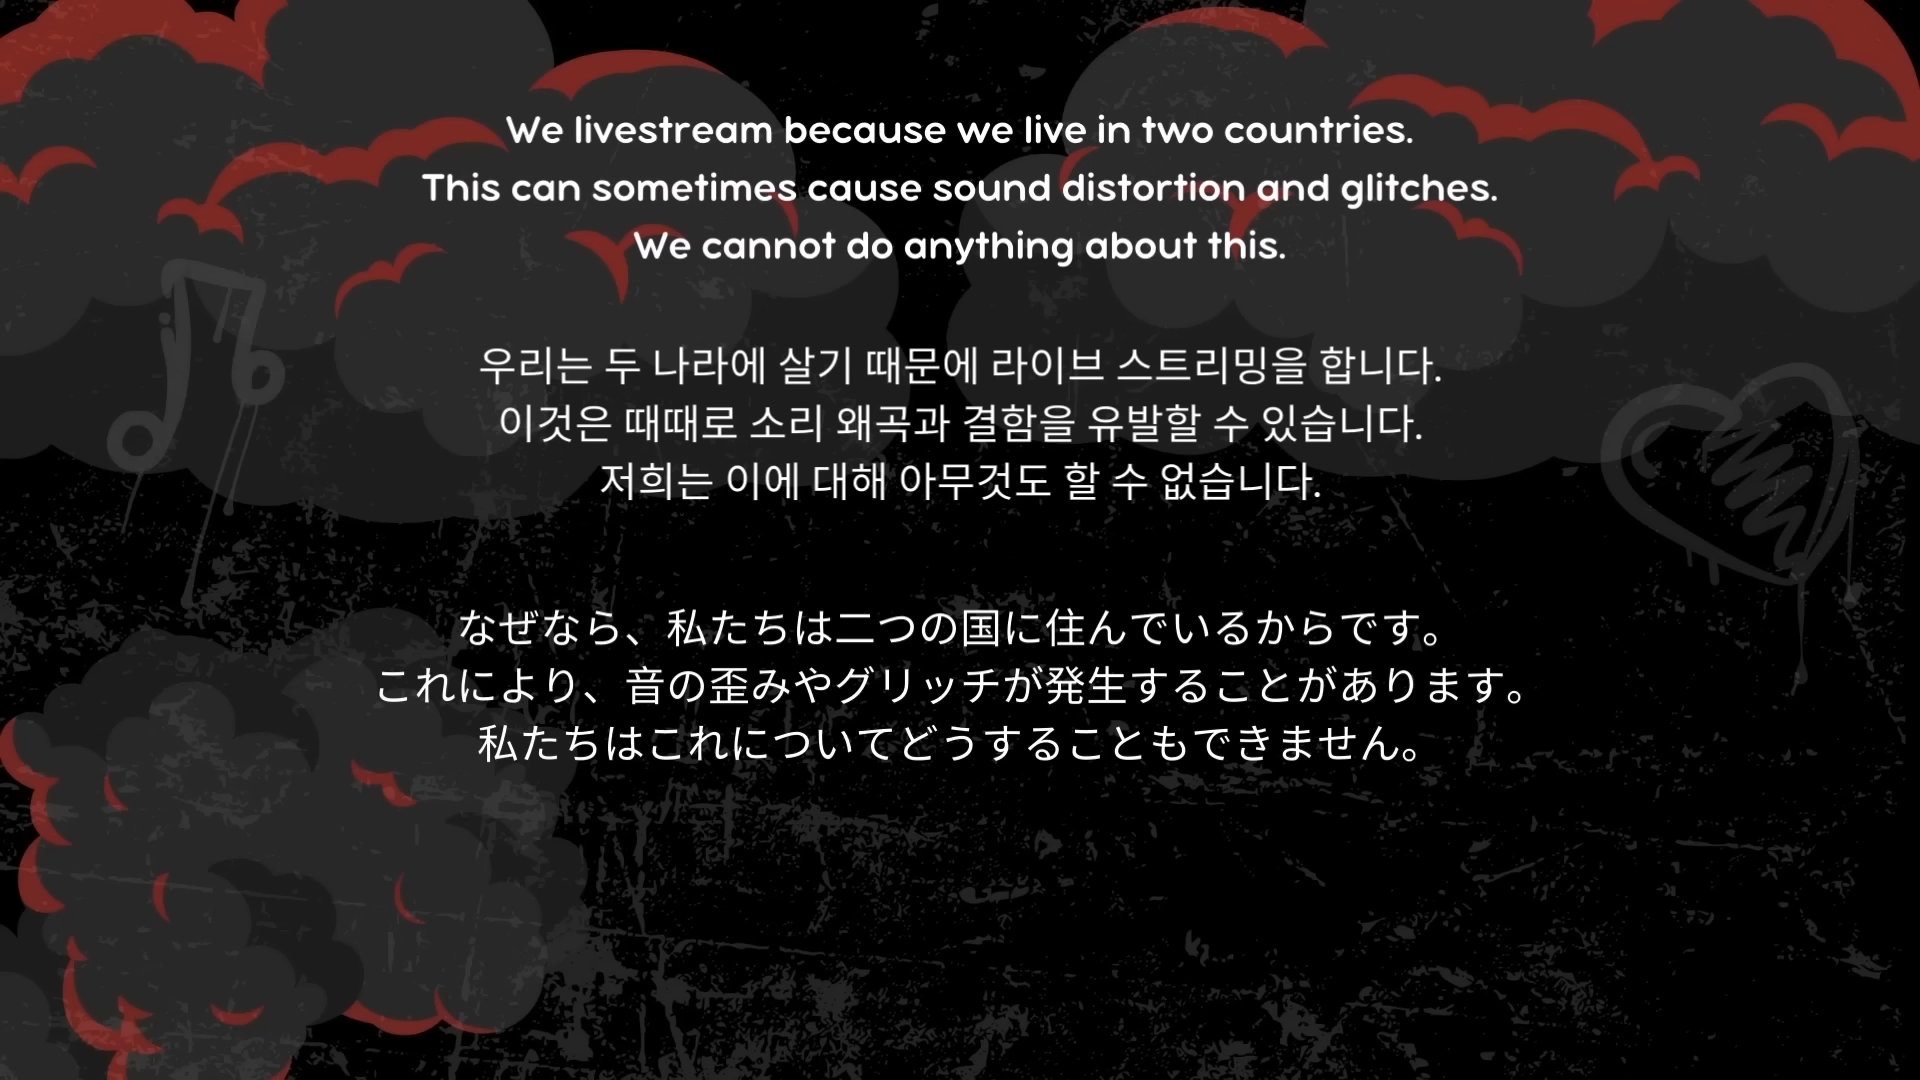 We livestream because we live in two countries.
This can sometimes cause sound distortion and glitches.
We cannot do anything about this.
우리는 두 나라에 살기 때문에 라이브 스트리밍을 합니다.
이것은 때때로 소리 왜곡과 결함을 유발할 수 있습니다.
저희는 이에 대해 아무것도 할 수 없습니다.
なぜなら、私たちは二つの国に住んでいるからです。
これにより、音の歪みやグリッチが発生することがあります。
私たちはこれについてどうすることもできません。